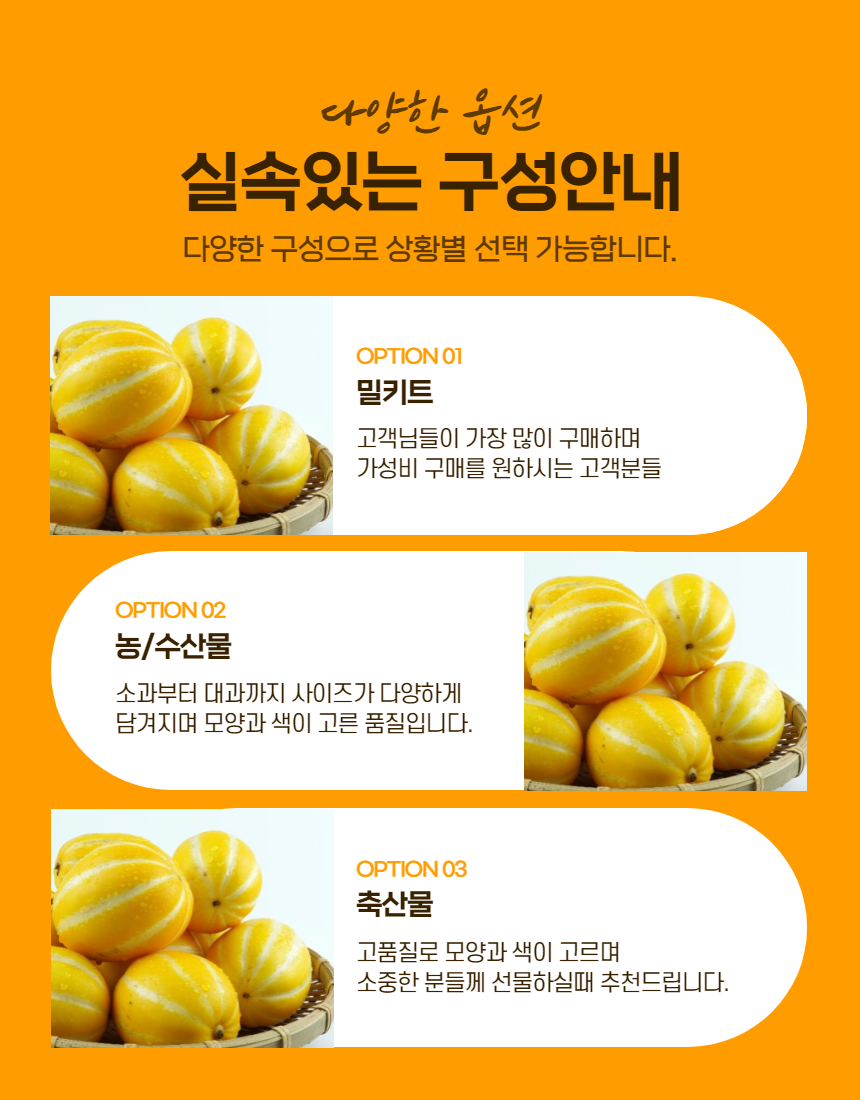 다양한 옵션
실속있는 구성안내
다양한 구성으로 상황별 선택 가능합니다.
OPTION 01
밀키트
고객님들이 가장 많이 구매하며
가성비 구매를 원하시는 고객분들
OPTION 02
농/수산물
소과부터 대과까지 사이즈가 다양하게
담겨지며 모양과 색이 고른 품질입니다.
OPTION 03
축산물
고품질로 모양과 색이 고르며
소중한 분들께 선물하실때 추천드립니다.